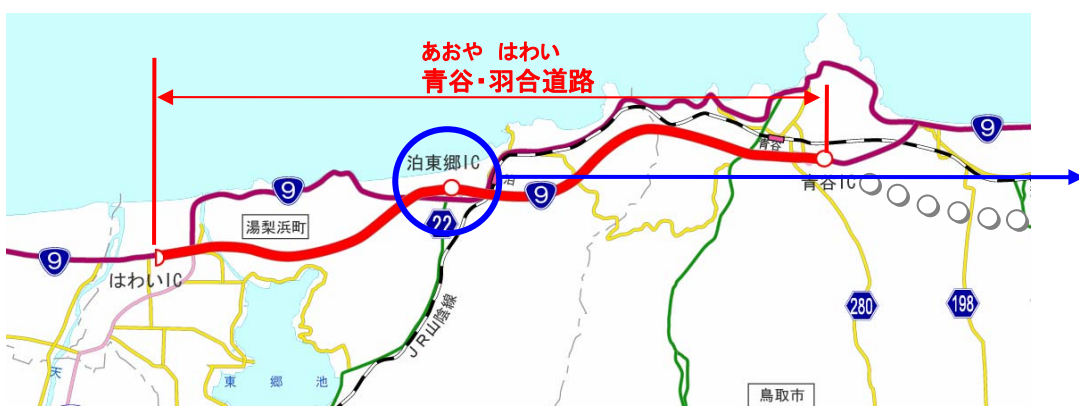 あおや はわい
青谷・羽合道路
9
泊東郷IC
青谷
泊
青谷IC
9
9
22
湯梨浜町
9
はわいIC
JR山陰線
280
198
天
東郷池
鳥取市